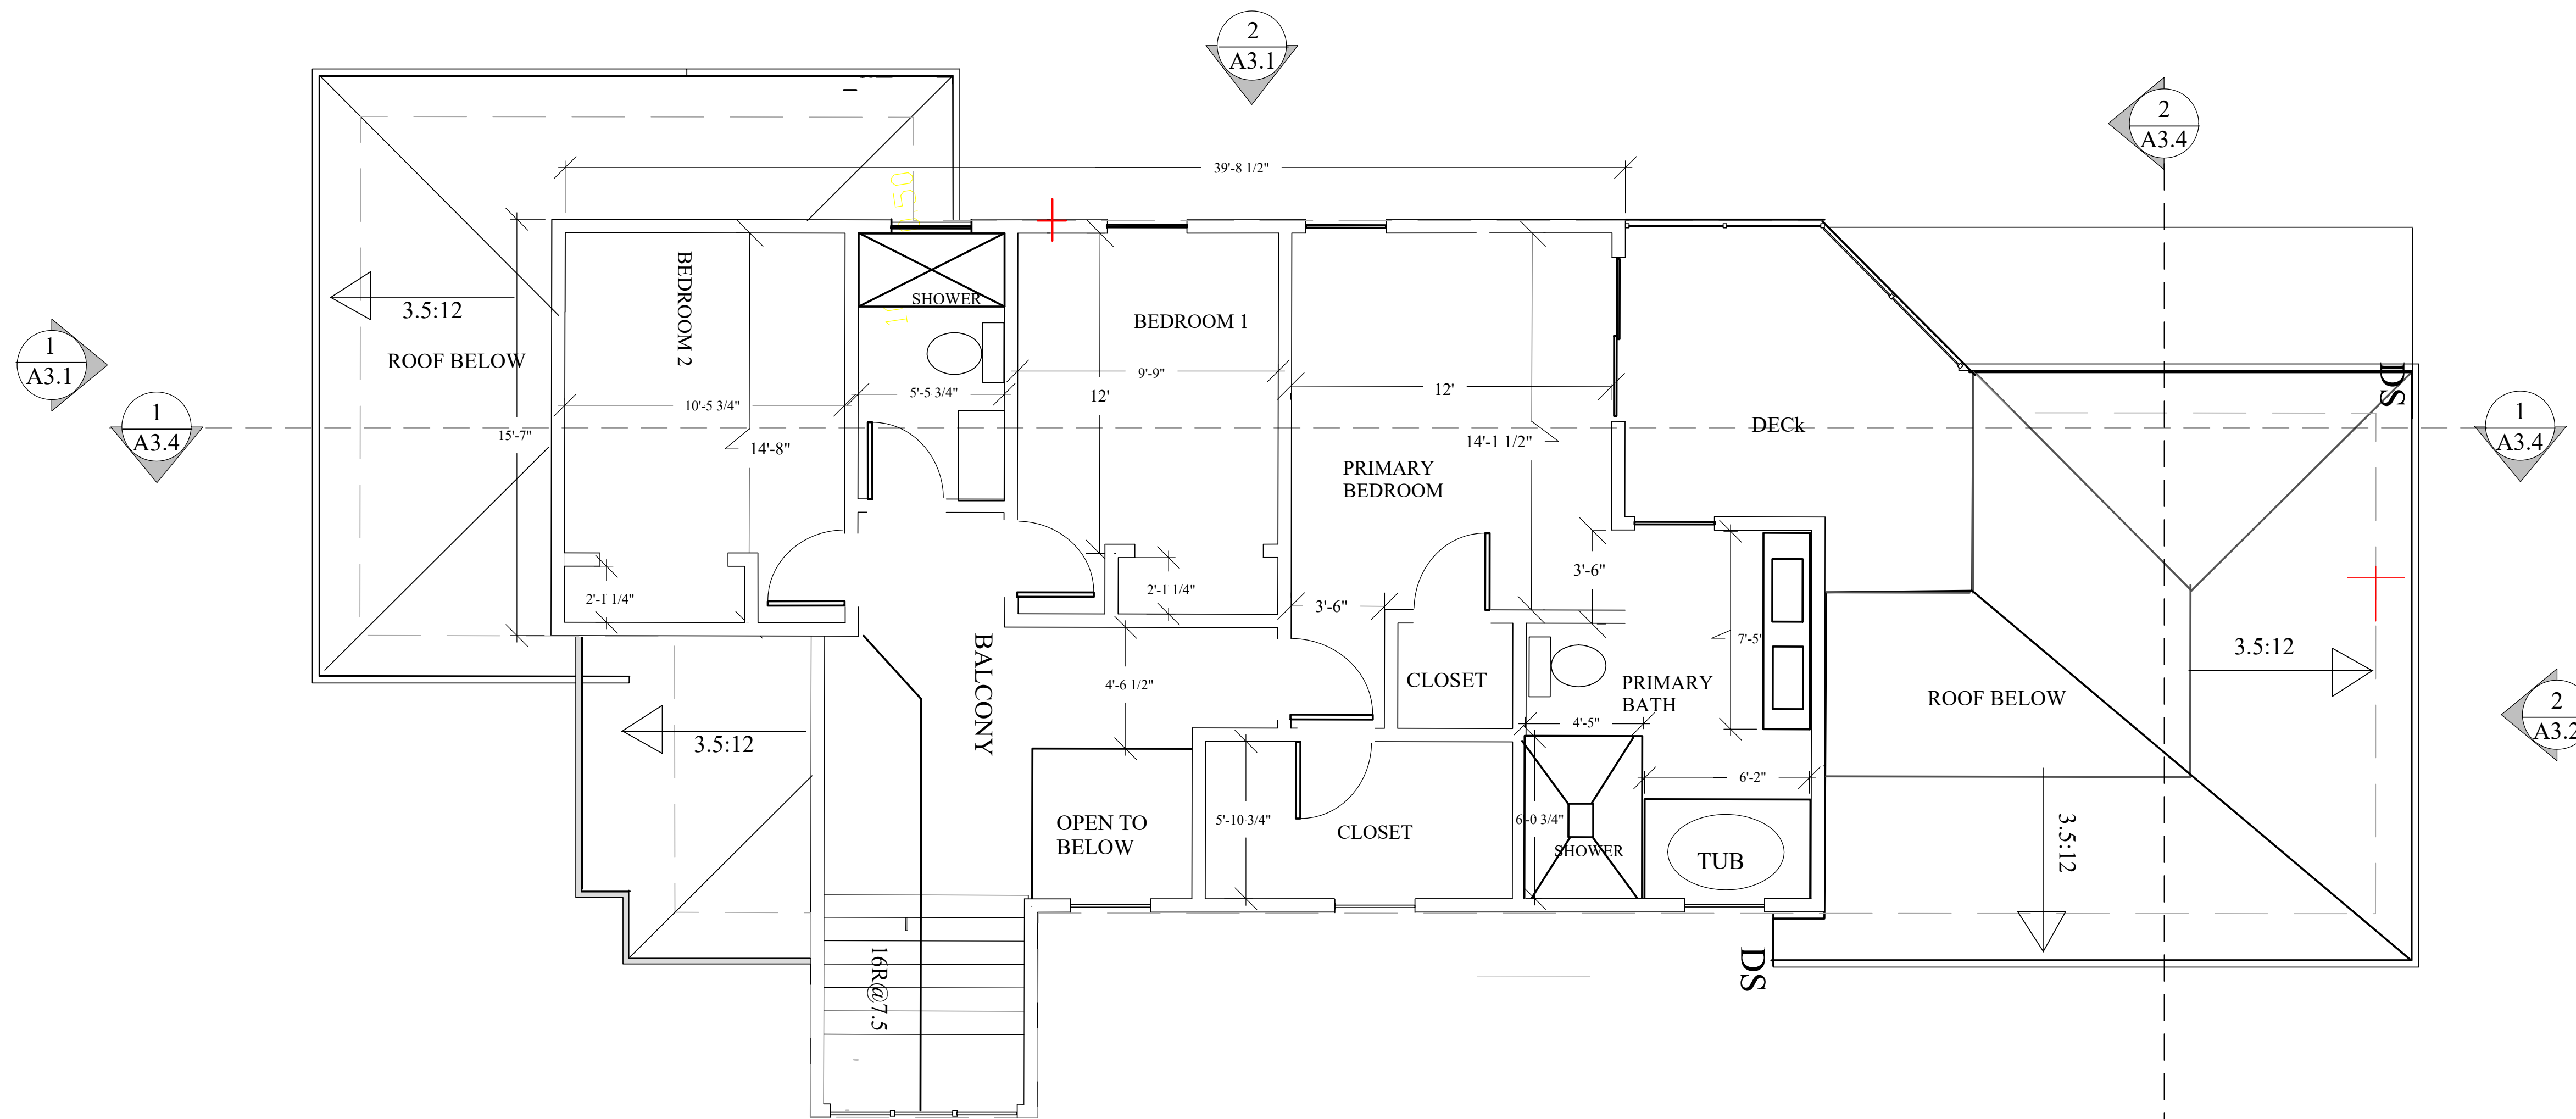 2
A3.1
2
A3.4
39'-8 1/2"
BEDROOM 2
SHOWER
BEDROOM 1
3.5:12
ROOF BELOW
1
A3.1
1
A3.4
15'-7"
10'-5 3/4"
14'-8"
5'-5 3/4"
9'-9"
12'
12'
14'-1 1/2"
DECk
DS
1
A3.4
PRIMARY
BEDROOM
3'-6"
2'-1 1/4"
2'-1 1/4"
3'-6"
7'-5'
BALCONY
4'-6 1/2"
CLOSET
PRIMARY
BATH
4'-5"
ROOF BELOW
3.5:12
2
A3.2
3.5:12
6'-2"
OPEN TO
BELOW
5'-10 3/4"
CLOSET
6'-0 3/4"
SHOWER
TUB
3.5:12
16R@7.5
DS